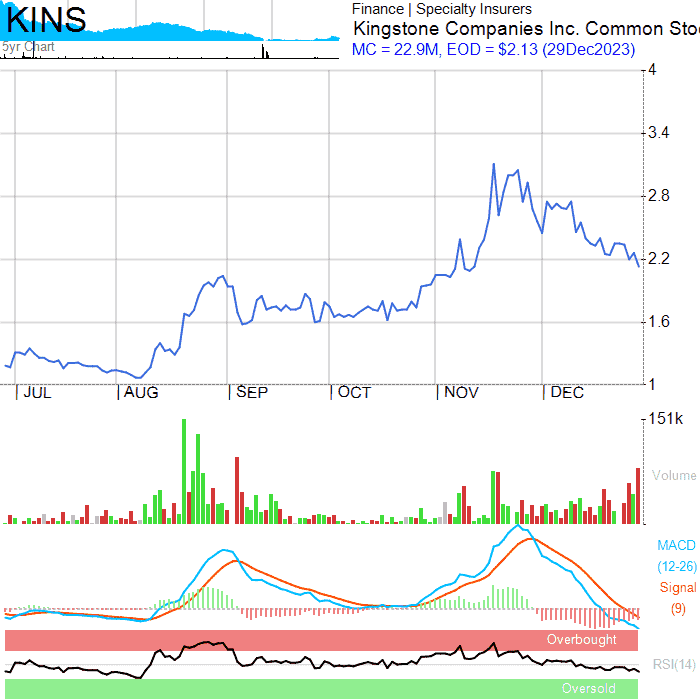 KINS
5yr Chart
Finance | Specialty Insurers
Kingstone Companies Inc. Common Sto
MC = 22.9M, EOD = $2.13 (29Dec2023)
4
3.4
2.8
2.2
1.6
1
JUL AUG SEP OCT NOV DEC
151k
Volume
MACD
(12-26)
Signal
(9)
Overbought
RSI(14)
Oversold